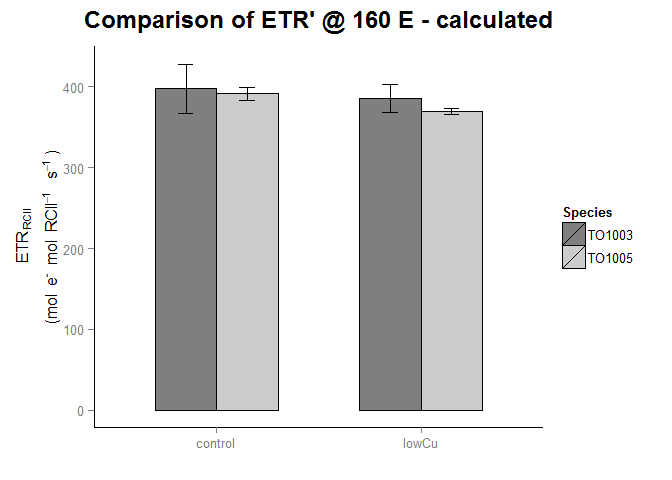 Comparison of ETR' @ 160 E - calculated
ETR_RCII
(mol e⁻ mol RCII⁻¹ s⁻¹ )
400
300
200
100
0
control lowCu
Species
TO1003
TO1005